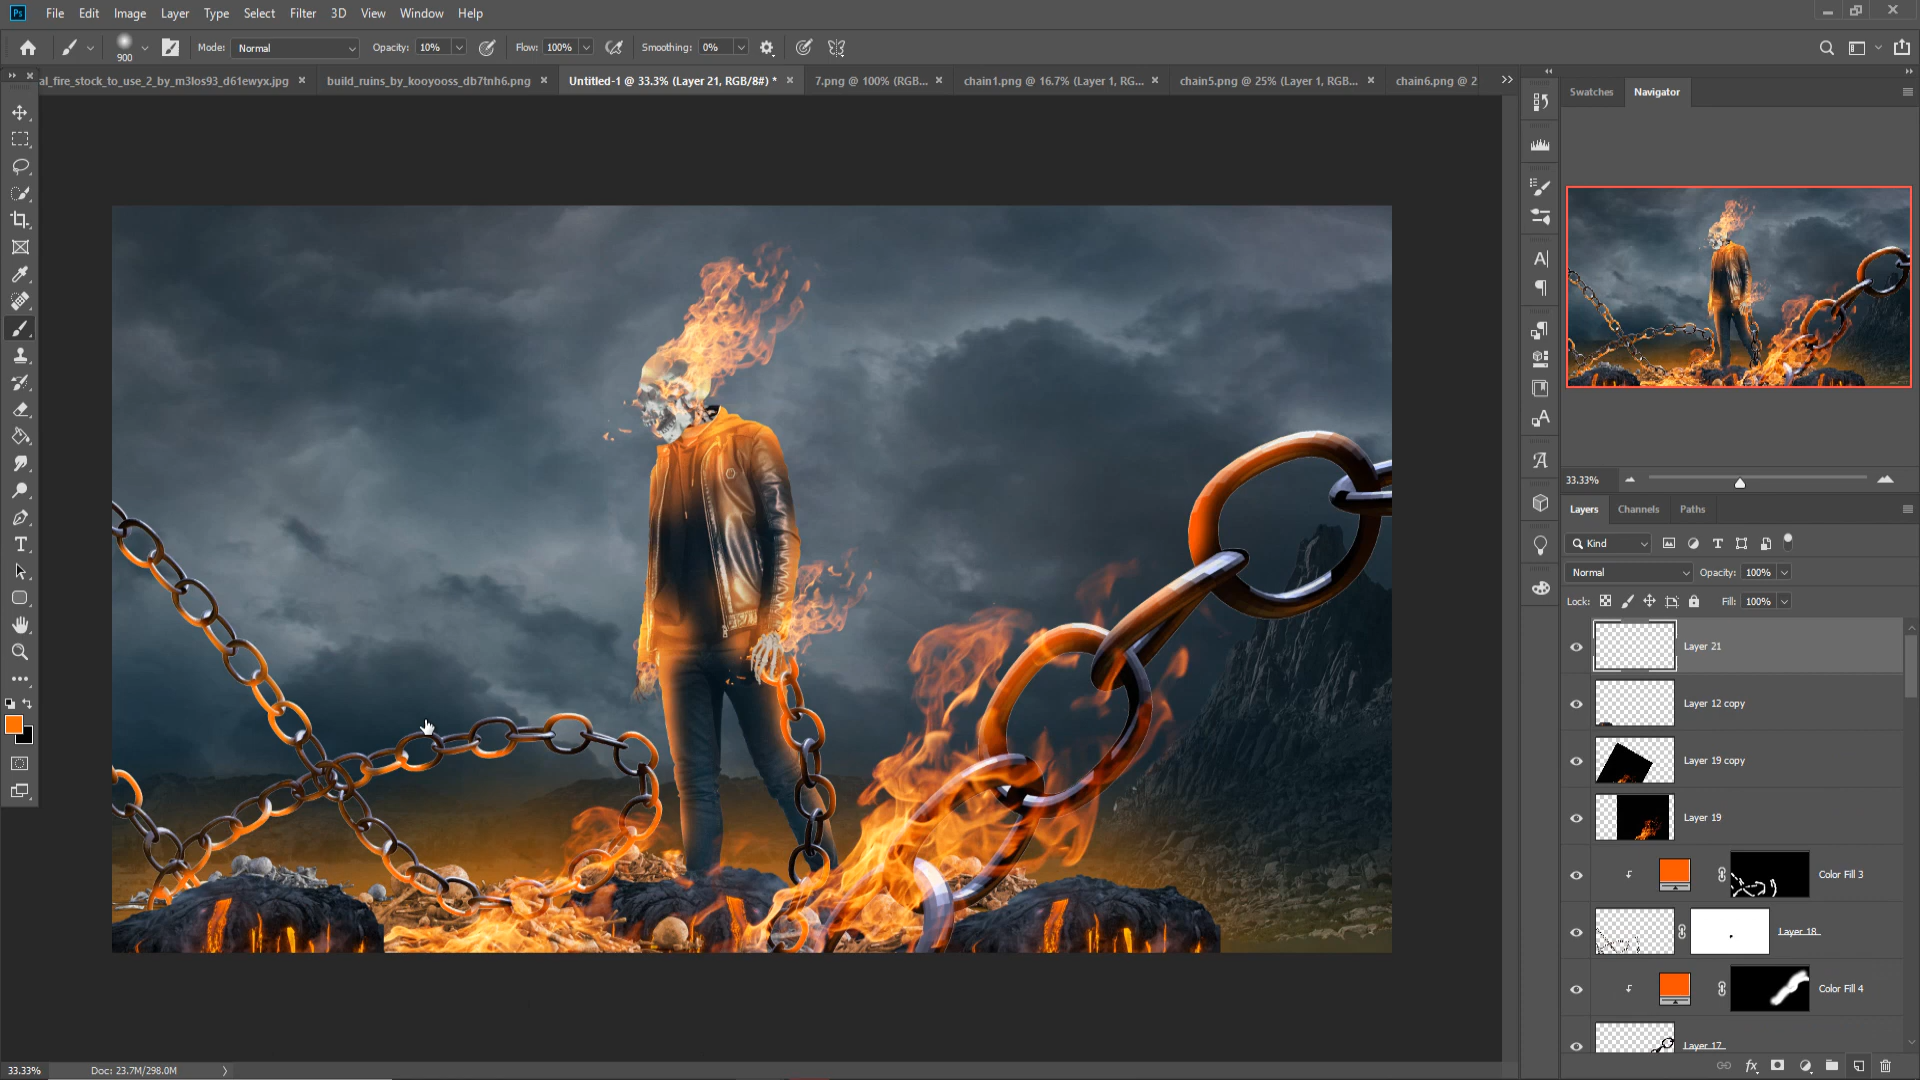 Ps File Edit Image Layer Type Select Filter 3D View Window Help
900 Mode: Normal Opacity: 10% Flow: 100% Smoothing: 0%
al_fire_stock_to_use_2_by_m3los93_d61ewyx.jpg build_ruins_by_kooyooss_db7tnh6.png Untitled-1 @ 33.3% (Layer 21, RGB/8#) * 7.png @ 100% (RGB... chain1.png @ 16.7% (Layer 1, RG... chain5.png @ 25% (Layer 1, RGB... chain6.png @ 2
Swatches Navigator
33.33%
Layers Channels Paths
Kind
Normal Opacity: 100%
Lock: Fill: 100%
Layer 21
Layer 12 copy
Layer 19 copy
Layer 19
Color Fill 3
Layer 18
Color Fill 4
Layer 17
33.33% Doc: 23.7M/298.0M